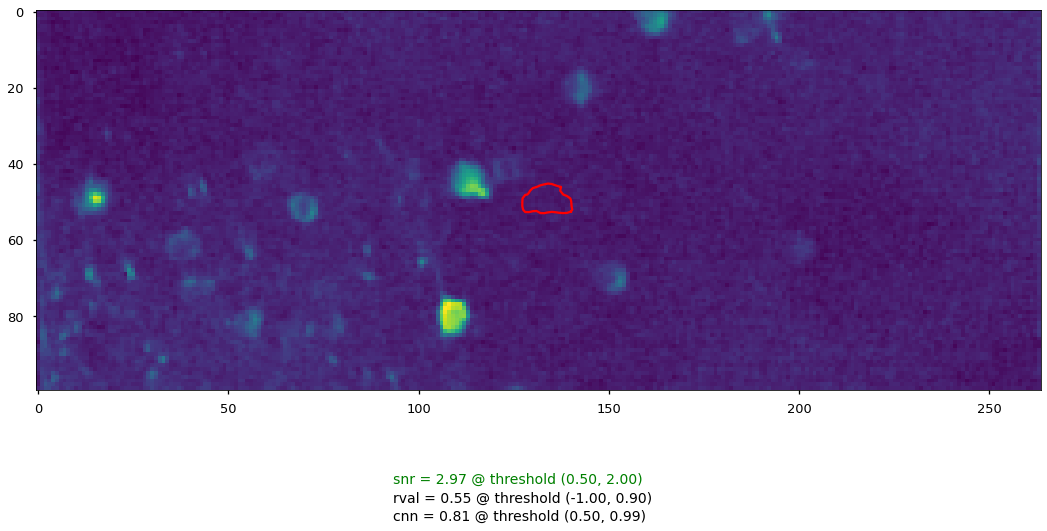 0
20
40
60
80
0 50 100 150 200 250
snr = 2.97 @ threshold (0.50, 2.00)
rval = 0.55 @ threshold (-1.00, 0.90)
cnn = 0.81 @ threshold (0.50, 0.99)